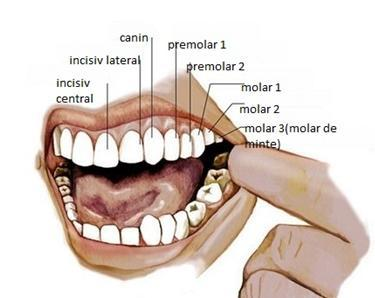 canin
premolar 1
incisiv lateral
premolar 2
incisiv
central
molar 1
molar 2
molar 3(molar de
minte)